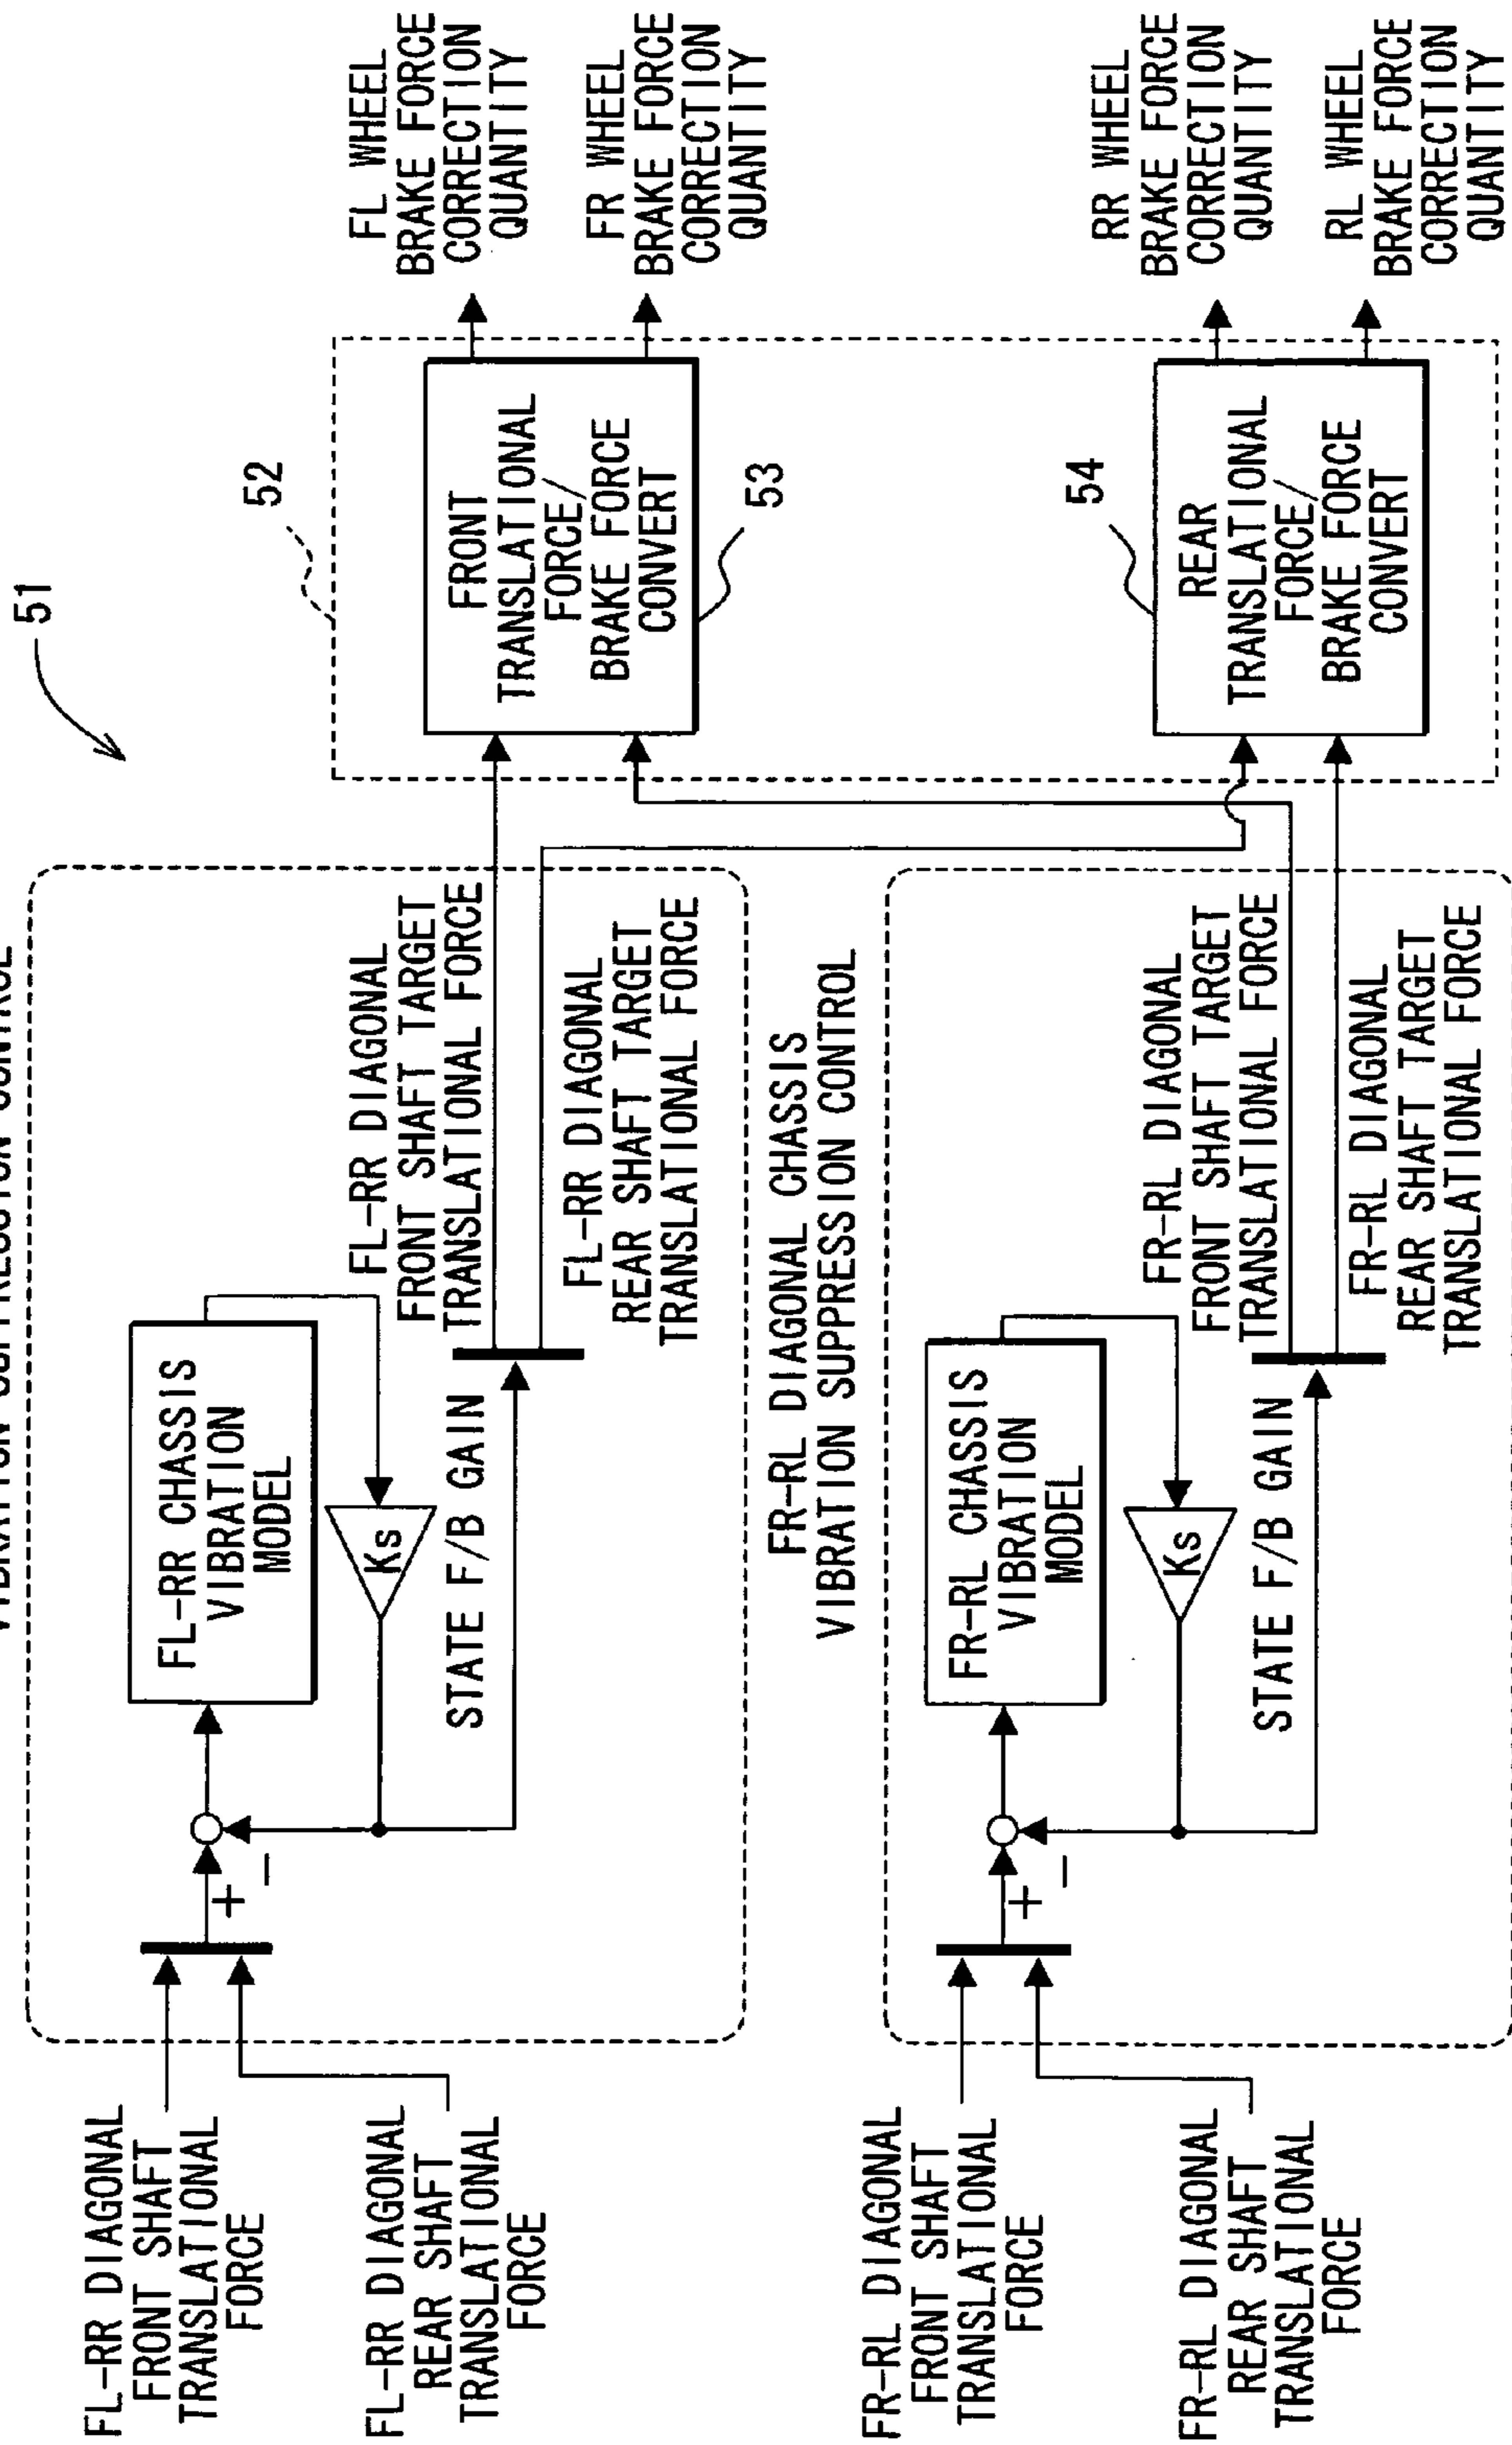 51
VIBRATION SUPPRESSION CONTROL
FL-RR DIAGONAL
FRONT SHAFT
TRANSLATIONAL
FORCE
FL-RR DIAGONAL
REAR SHAFT
TRANSLATIONAL
FORCE
+
−
FL-RR CHASSIS
VIBRATION
MODEL
Ks
STATE F/B GAIN
FL-RR DIAGONAL
FRONT SHAFT TARGET
TRANSLATIONAL FORCE
FL-RR DIAGONAL
REAR SHAFT TARGET
TRANSLATIONAL FORCE
52
FRONT
TRANSLATIONAL
FORCE/
BRAKE FORCE
CONVERT
53
FL WHEEL
BRAKE FORCE
CORRECTION
QUANTITY
FR WHEEL
BRAKE FORCE
CORRECTION
QUANTITY
FR-RL DIAGONAL CHASSIS
VIBRATION SUPPRESSION CONTROL
FR-RL DIAGONAL
FRONT SHAFT
TRANSLATIONAL
FORCE
FR-RL DIAGONAL
REAR SHAFT
TRANSLATIONAL
FORCE
+
−
FR-RL CHASSIS
VIBRATION
MODEL
Ks
STATE F/B GAIN
FR-RL DIAGONAL
FRONT SHAFT TARGET
TRANSLATIONAL FORCE
FR-RL DIAGONAL
REAR SHAFT TARGET
TRANSLATIONAL FORCE
54
REAR
TRANSLATIONAL
FORCE/
BRAKE FORCE
CONVERT
RR WHEEL
BRAKE FORCE
CORRECTION
QUANTITY
RL WHEEL
BRAKE FORCE
CORRECTION
QUANTITY